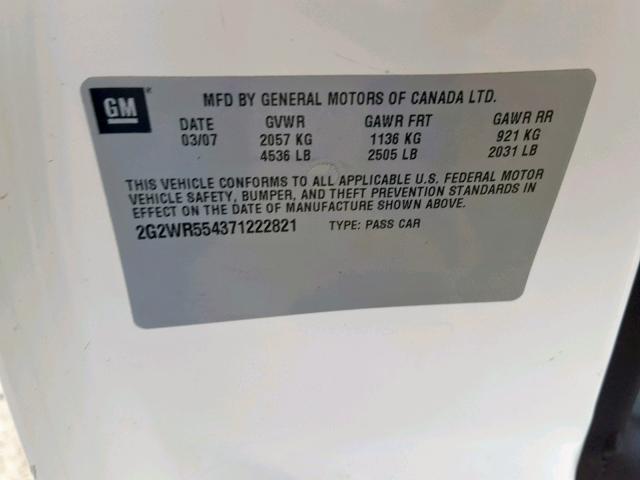 GM
MFD BY GENERAL MOTORS OF CANADA LTD.
DATE GVWR GAWR FRT GAWR RR
03/07 2057 KG 1136 KG 921 KG
4536 LB 2505 LB 2031 LB
THIS VEHICLE CONFORMS TO ALL APPLICABLE U.S. FEDERAL MOTOR
VEHICLE SAFETY, BUMPER, AND THEFT PREVENTION STANDARDS IN
EFFECT ON THE DATE OF MANUFACTURE SHOWN ABOVE.
2G2WR554371222821 TYPE: PASS CAR